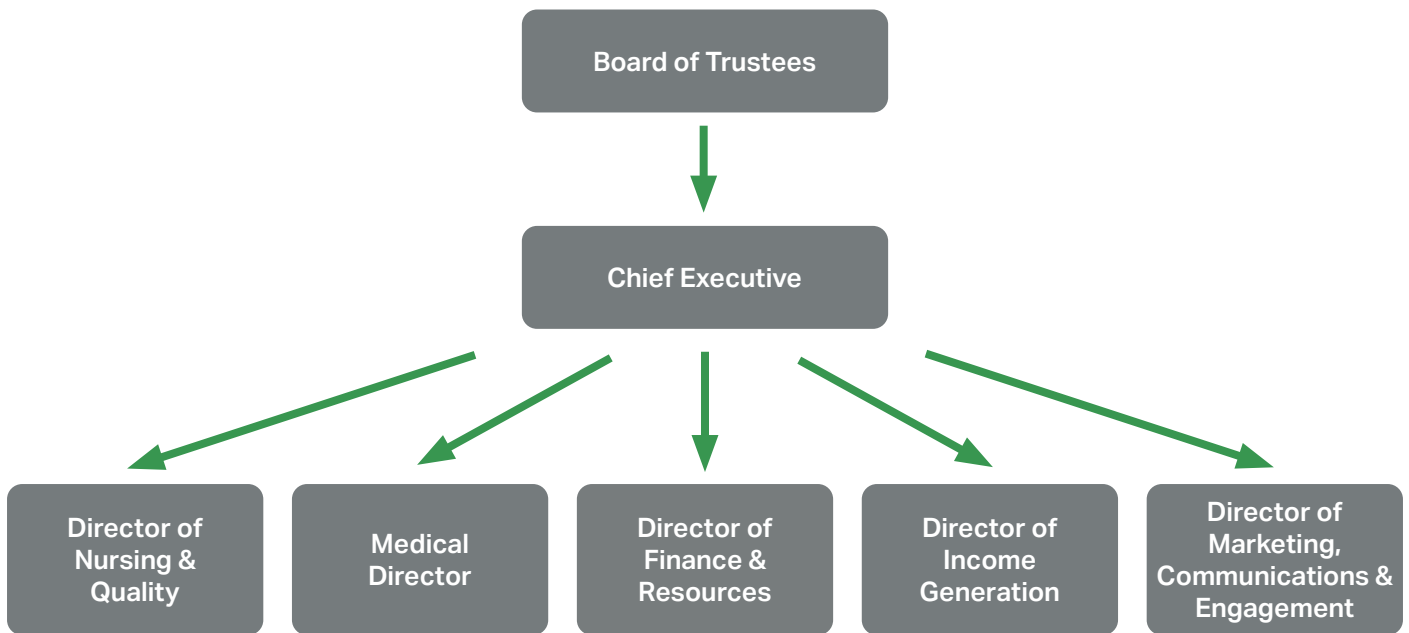 Board of Trustees
Chief Executive
Director of
Nursing &
Quality
Medical
Director
Director of
Finance &
Resources
Director of
Income
Generation
Director of
Marketing,
Communications &
Engagement